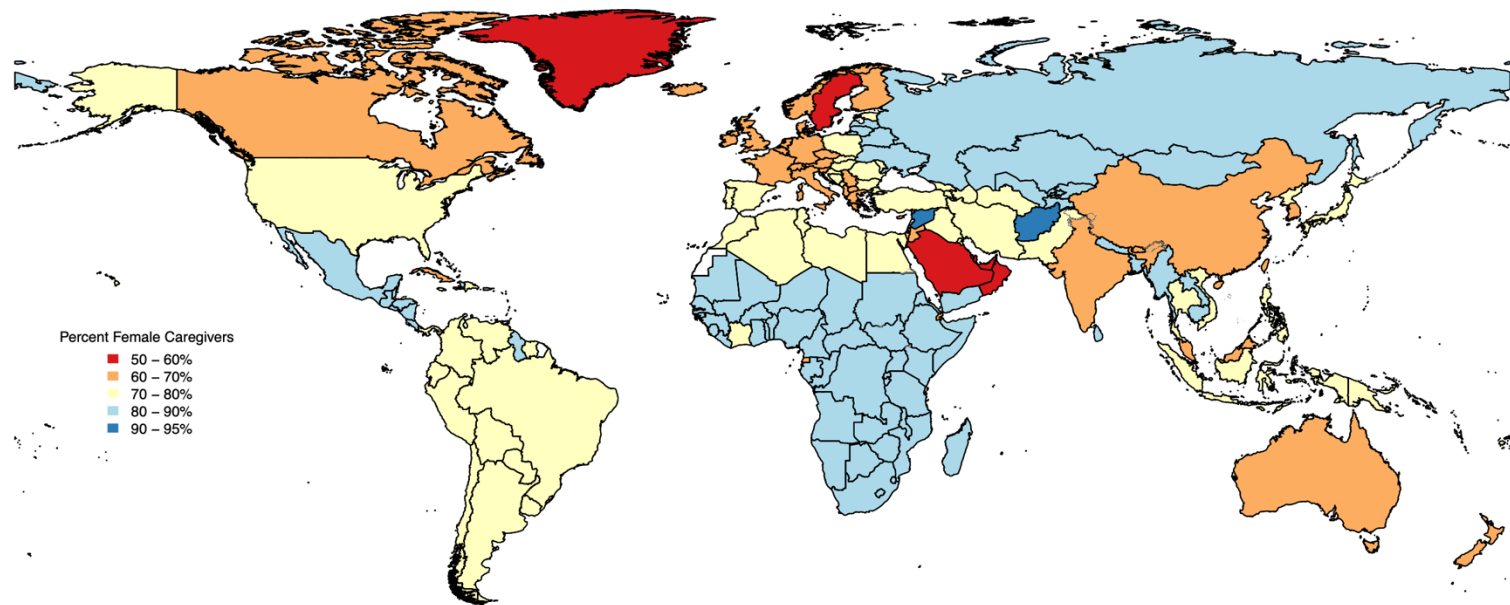 Percent Female Caregivers
50 – 60%
60 – 70%
70 – 80%
80 – 90%
90 – 95%